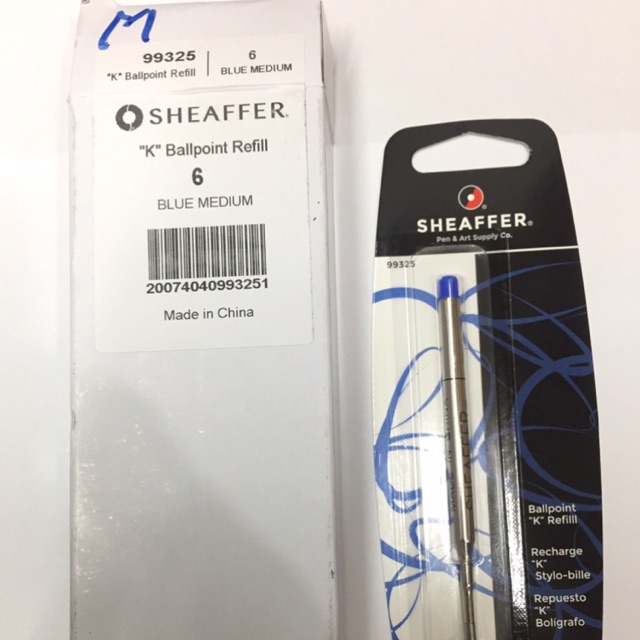 M
99325
6
"K" Ballpoint Refill
BLUE MEDIUM
SHEAFFER®
"K" Ballpoint Refill
6
BLUE MEDIUM
20074040993251
Made in China
SHEAFFER®
Pen & Art Supply Co.
99325
SHEAFFER
Ballpoint
"K" Refill
Recharge
"K"
Stylo-bille
Repuesto
"K"
Bolígrafo